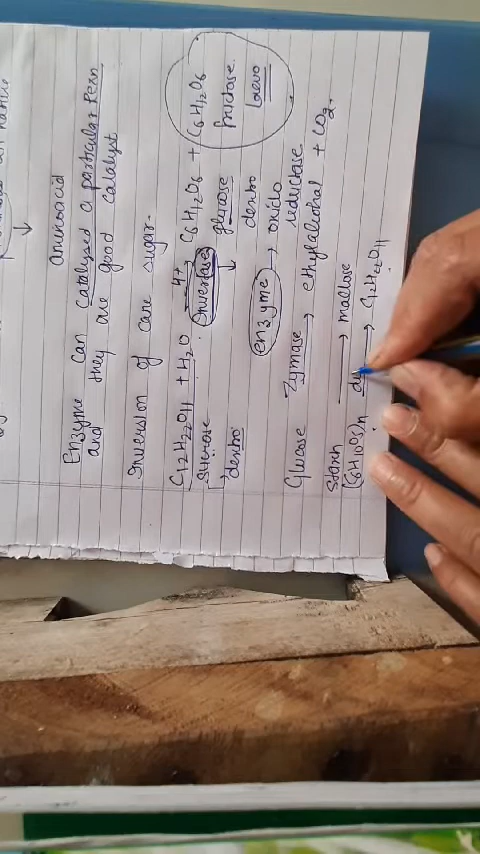 aminoacid
Enzyme can catalysed a particular rexn
and they are good catalyst
Inversion of cane sugar-
C12H22O11 + H2O H+ → C6H12O6 + C6H12O6
Sucrose Invertase glucose fructose
dextro dextro Laevo
enzyme → oxido reductase
Glucose Zymase → ethylalcohol + CO2
Starch → maltose
(C6H10O5)n → C12H22O11